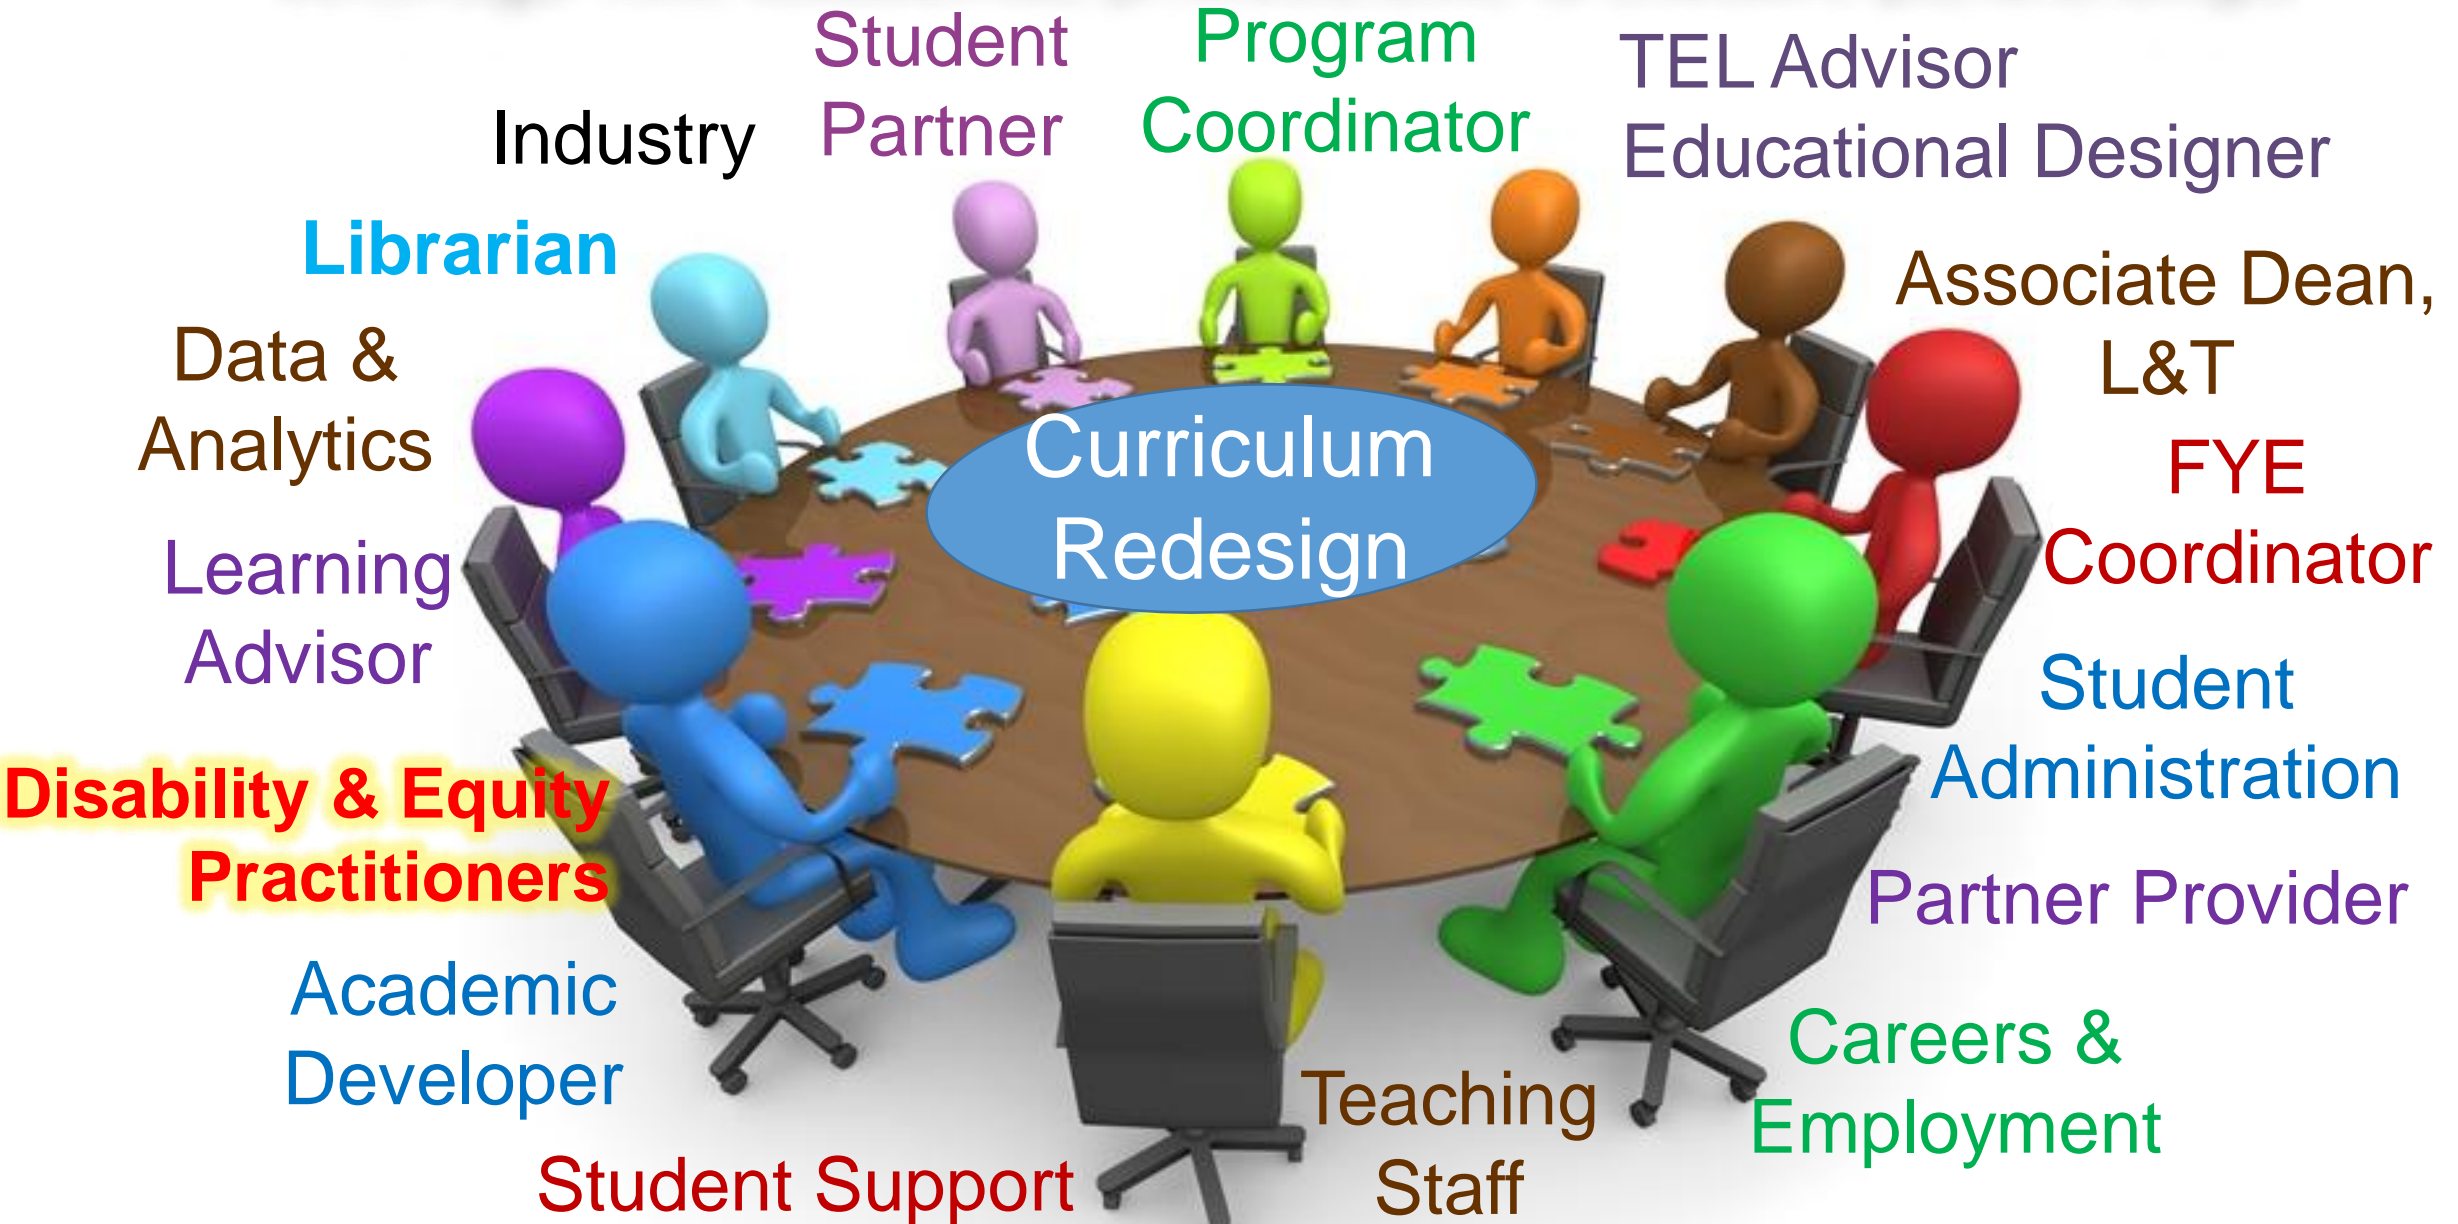 Student
Partner
Program
Coordinator
TEL Advisor
Educational Designer
Industry
Librarian
Associate Dean,
L&T
Data &
Analytics
Curriculum
Redesign
FYE
Coordinator
Learning
Advisor
Student
Administration
Disability & Equity
Practitioners
Partner Provider
Academic
Developer
Careers &
Employment
Teaching
Staff
Student Support